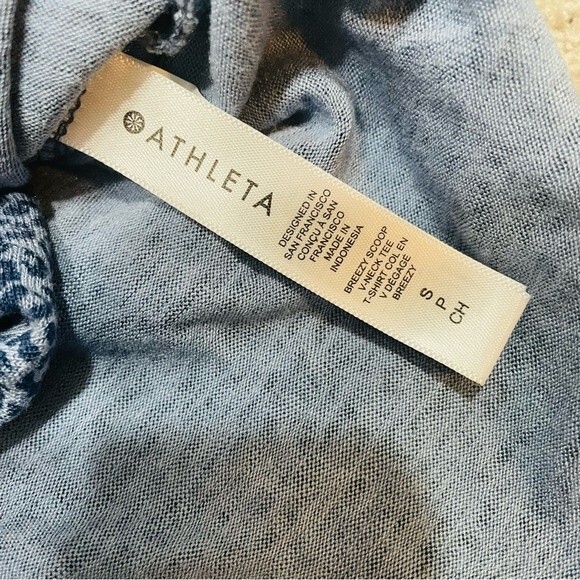 ATHLETA
DESIGNED IN
SAN FRANCISCO
CONÇU À SAN
FRANCISCO
MADE IN
INDONESIA
BREEZY SCOOP
V-NECK TEE
T-SHIRT COL EN
V DÉGAGÉ
BREEZY
S
P
CH